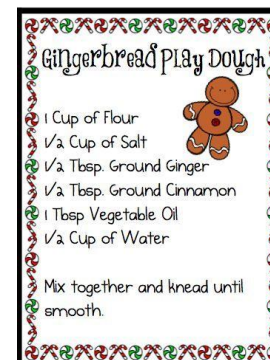 Gingerbread Play Dough
1 Cup of Flour
1/2 Cup of Salt
1/2 Tbsp. Ground Ginger
1/2 Tbsp. Ground Cinnamon
1 Tbsp Vegetable Oil
1/2 Cup of Water
Mix together and knead until
smooth.